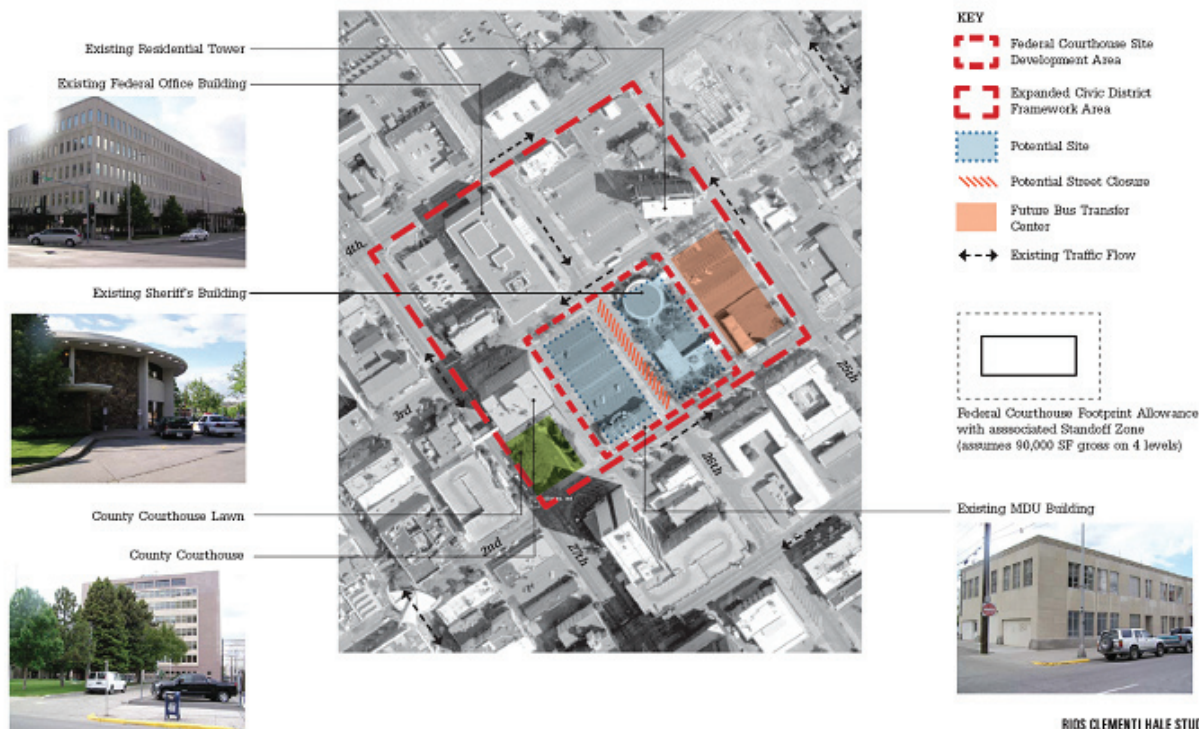 Existing Residential Tower
Existing Federal Office Building
Existing Sheriff's Building
County Courthouse Lawn
County Courthouse
4th.
3rd
2nd
27th
26th
25th
KEY
Federal Courthouse Site
Development Area
Expanded Civic District
Framework Area
Potential Site
Potential Street Closure
Future Bus Transfer
Center
Existing Traffic Flow
Federal Courthouse Footprint Allowance
with asssociated Standoff Zone
(assumes 90,000 SF gross on 4 levels)
Existing MDU Building
RIOS CLEMENTI HALE